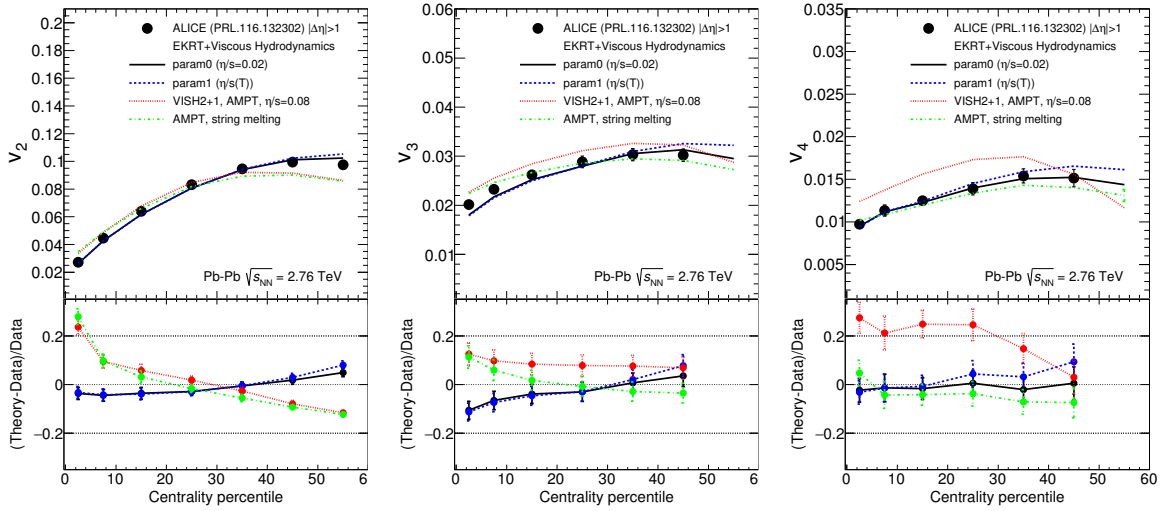 v2
0.2
0.18
0.16
0.14
0.12
0.1
0.08
0.06
0.04
0.02
ALICE (PRL.116.132302) |Δη|>1
EKRT+Viscous Hydrodynamics
param0 (η/s=0.02)
param1 (η/s(T))
VISH2+1, AMPT, η/s=0.08
AMPT, string melting
Pb-Pb √sNN = 2.76 TeV
(Theory-Data)/Data
0.2
0
−0.2
0 10 20 30 40 50 6
Centrality percentile
v3
0.06
0.05
0.04
0.03
0.02
0.01
ALICE (PRL.116.132302) |Δη|>1
EKRT+Viscous Hydrodynamics
param0 (η/s=0.02)
param1 (η/s(T))
VISH2+1, AMPT, η/s=0.08
AMPT, string melting
Pb-Pb √sNN = 2.76 TeV
(Theory-Data)/Data
0.2
0
−0.2
0 10 20 30 40 50 6
Centrality percentile
v4
0.035
0.03
0.025
0.02
0.015
0.01
0.005
ALICE (PRL.116.132302) |Δη|>1
EKRT+Viscous Hydrodynamics
param0 (η/s=0.02)
param1 (η/s(T))
VISH2+1, AMPT, η/s=0.08
AMPT, string melting
Pb-Pb √sNN = 2.76 TeV
(Theory-Data)/Data
0.2
0
−0.2
0 10 20 30 40 50 60
Centrality percentile